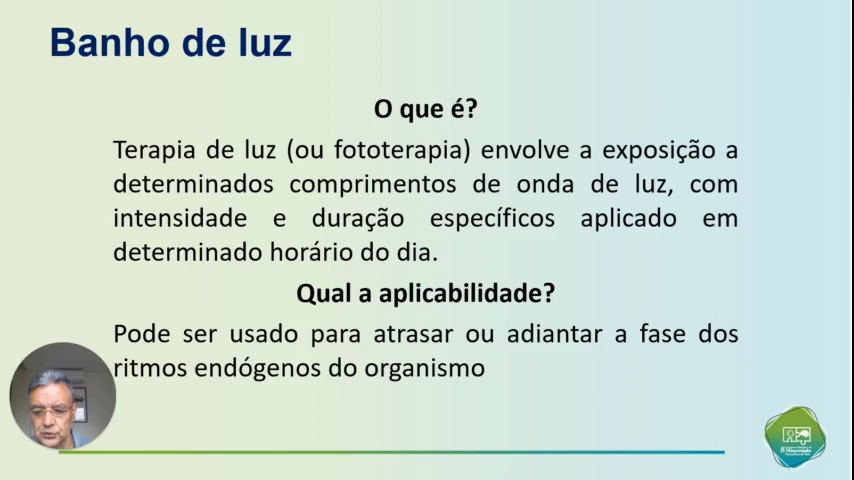 Banho de luz
O que é?
Terapia de luz (ou fototerapia) envolve a exposição a
determinados comprimentos de onda de luz, com
intensidade e duração específicos aplicado em
determinado horário do dia.
Qual a aplicabilidade?
Pode ser usado para atrasar ou adiantar a fase dos
ritmos endógenos do organismo